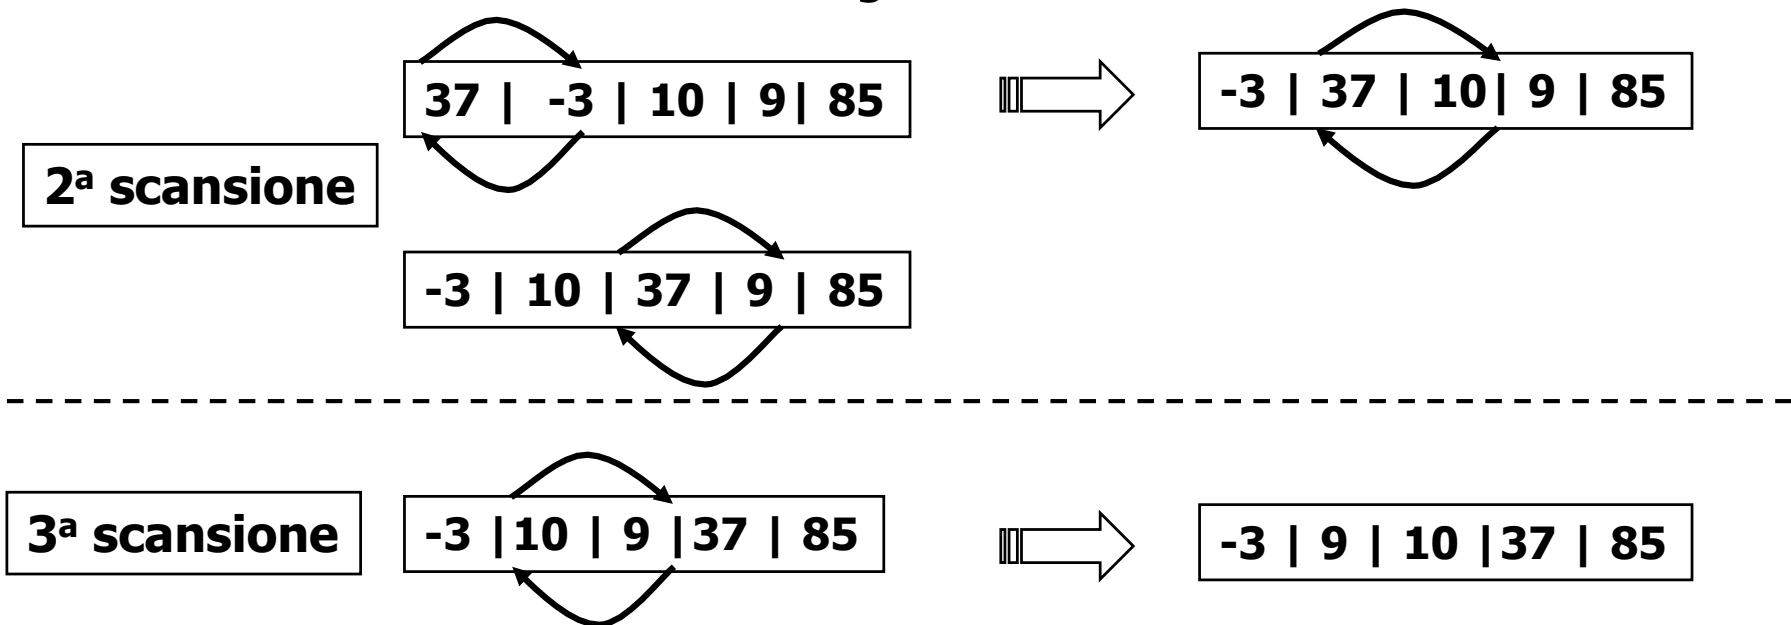 37 | -3 | 10 | 9| 85
-3 | 37 | 10| 9 | 85
2ª scansione
-3 | 10 | 37 | 9 | 85
3ª scansione
-3 |10 | 9 |37 | 85
-3 | 9 | 10 |37 | 85